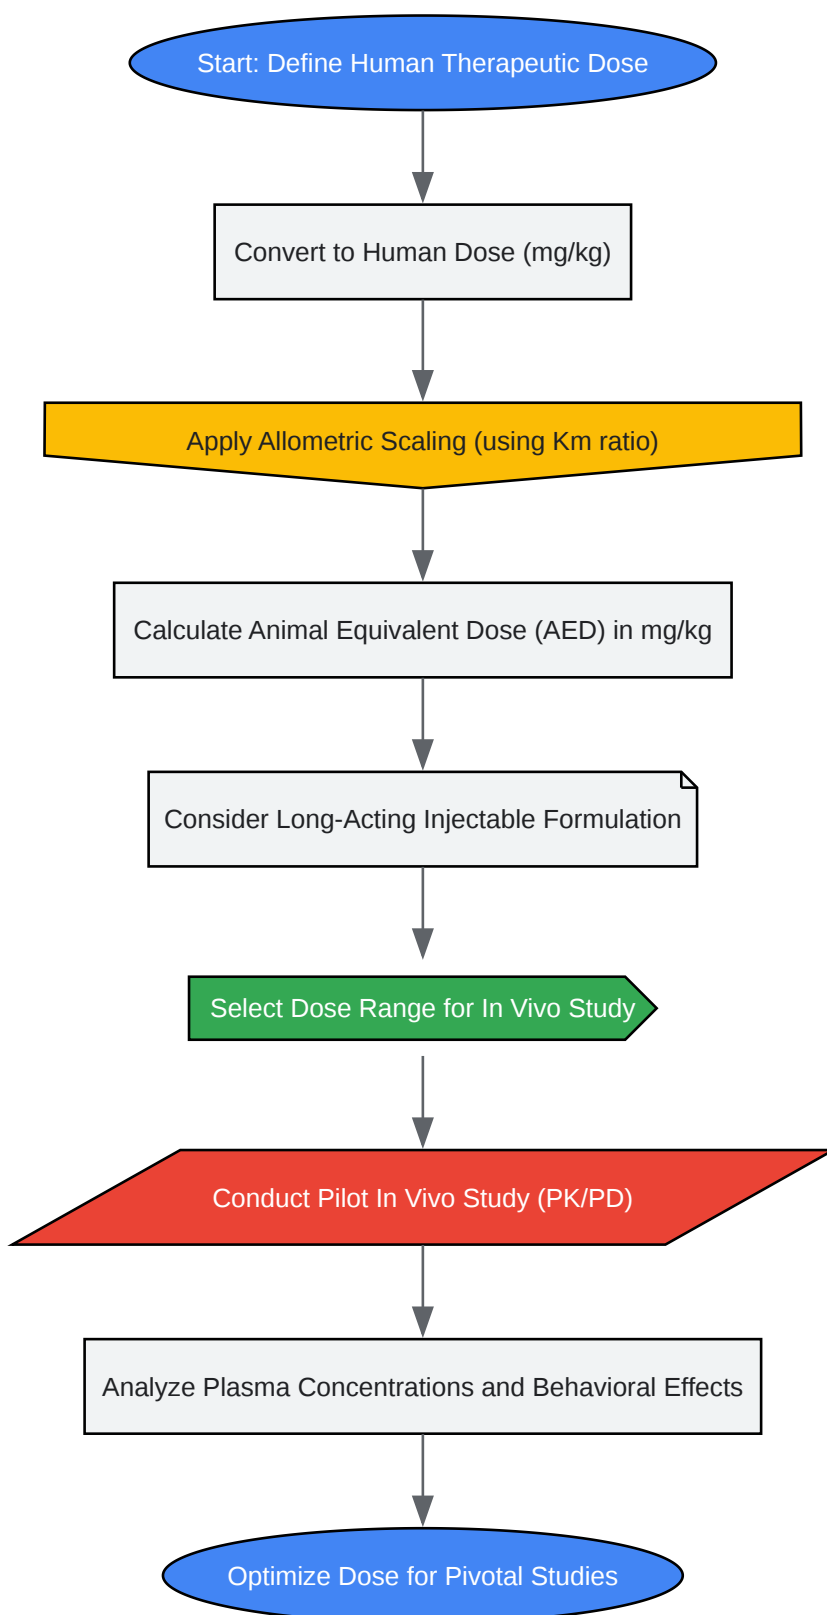 Start: Define Human Therapeutic Dose
Convert to Human Dose (mg/kg)
Apply Allometric Scaling (using Km ratio)
Calculate Animal Equivalent Dose (AED) in mg/kg
Consider Long-Acting Injectable Formulation
Select Dose Range for In Vivo Study
Conduct Pilot In Vivo Study (PK/PD)
Analyze Plasma Concentrations and Behavioral Effects
Optimize Dose for Pivotal Studies